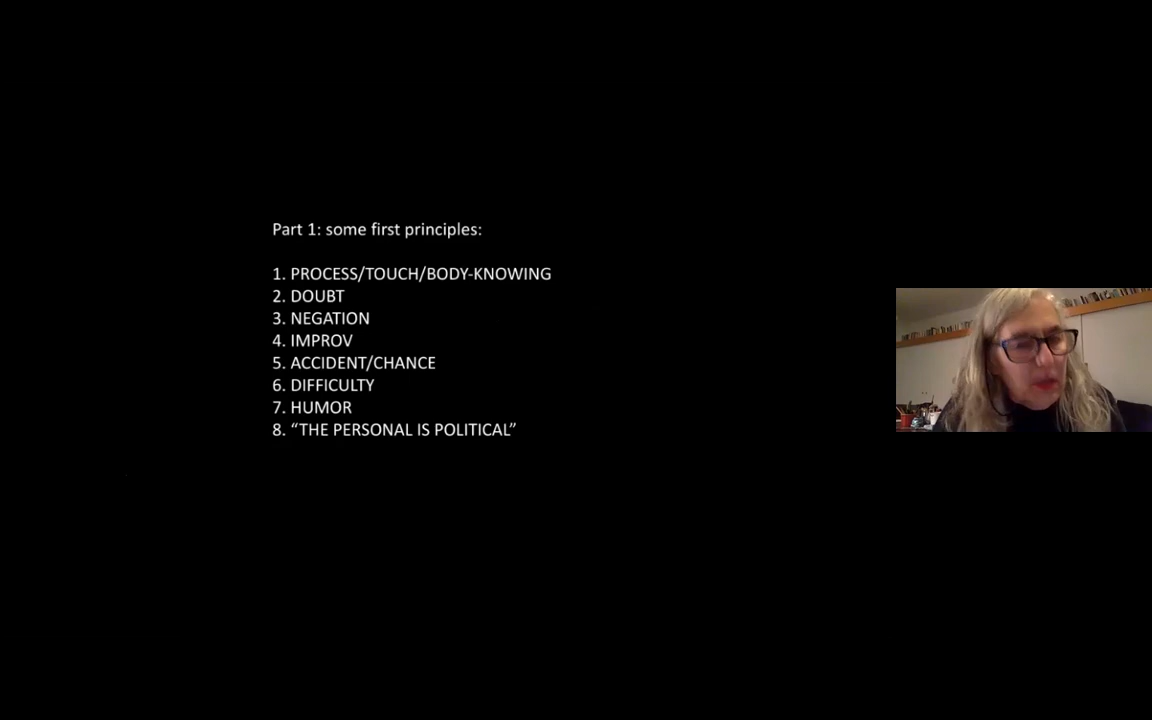 Part 1: some first principles:
1. PROCESS/TOUCH/BODY-KNOWING
2. DOUBT
3. NEGATION
4. IMPROV
5. ACCIDENT/CHANCE
6. DIFFICULTY
7. HUMOR
8. “THE PERSONAL IS POLITICAL”